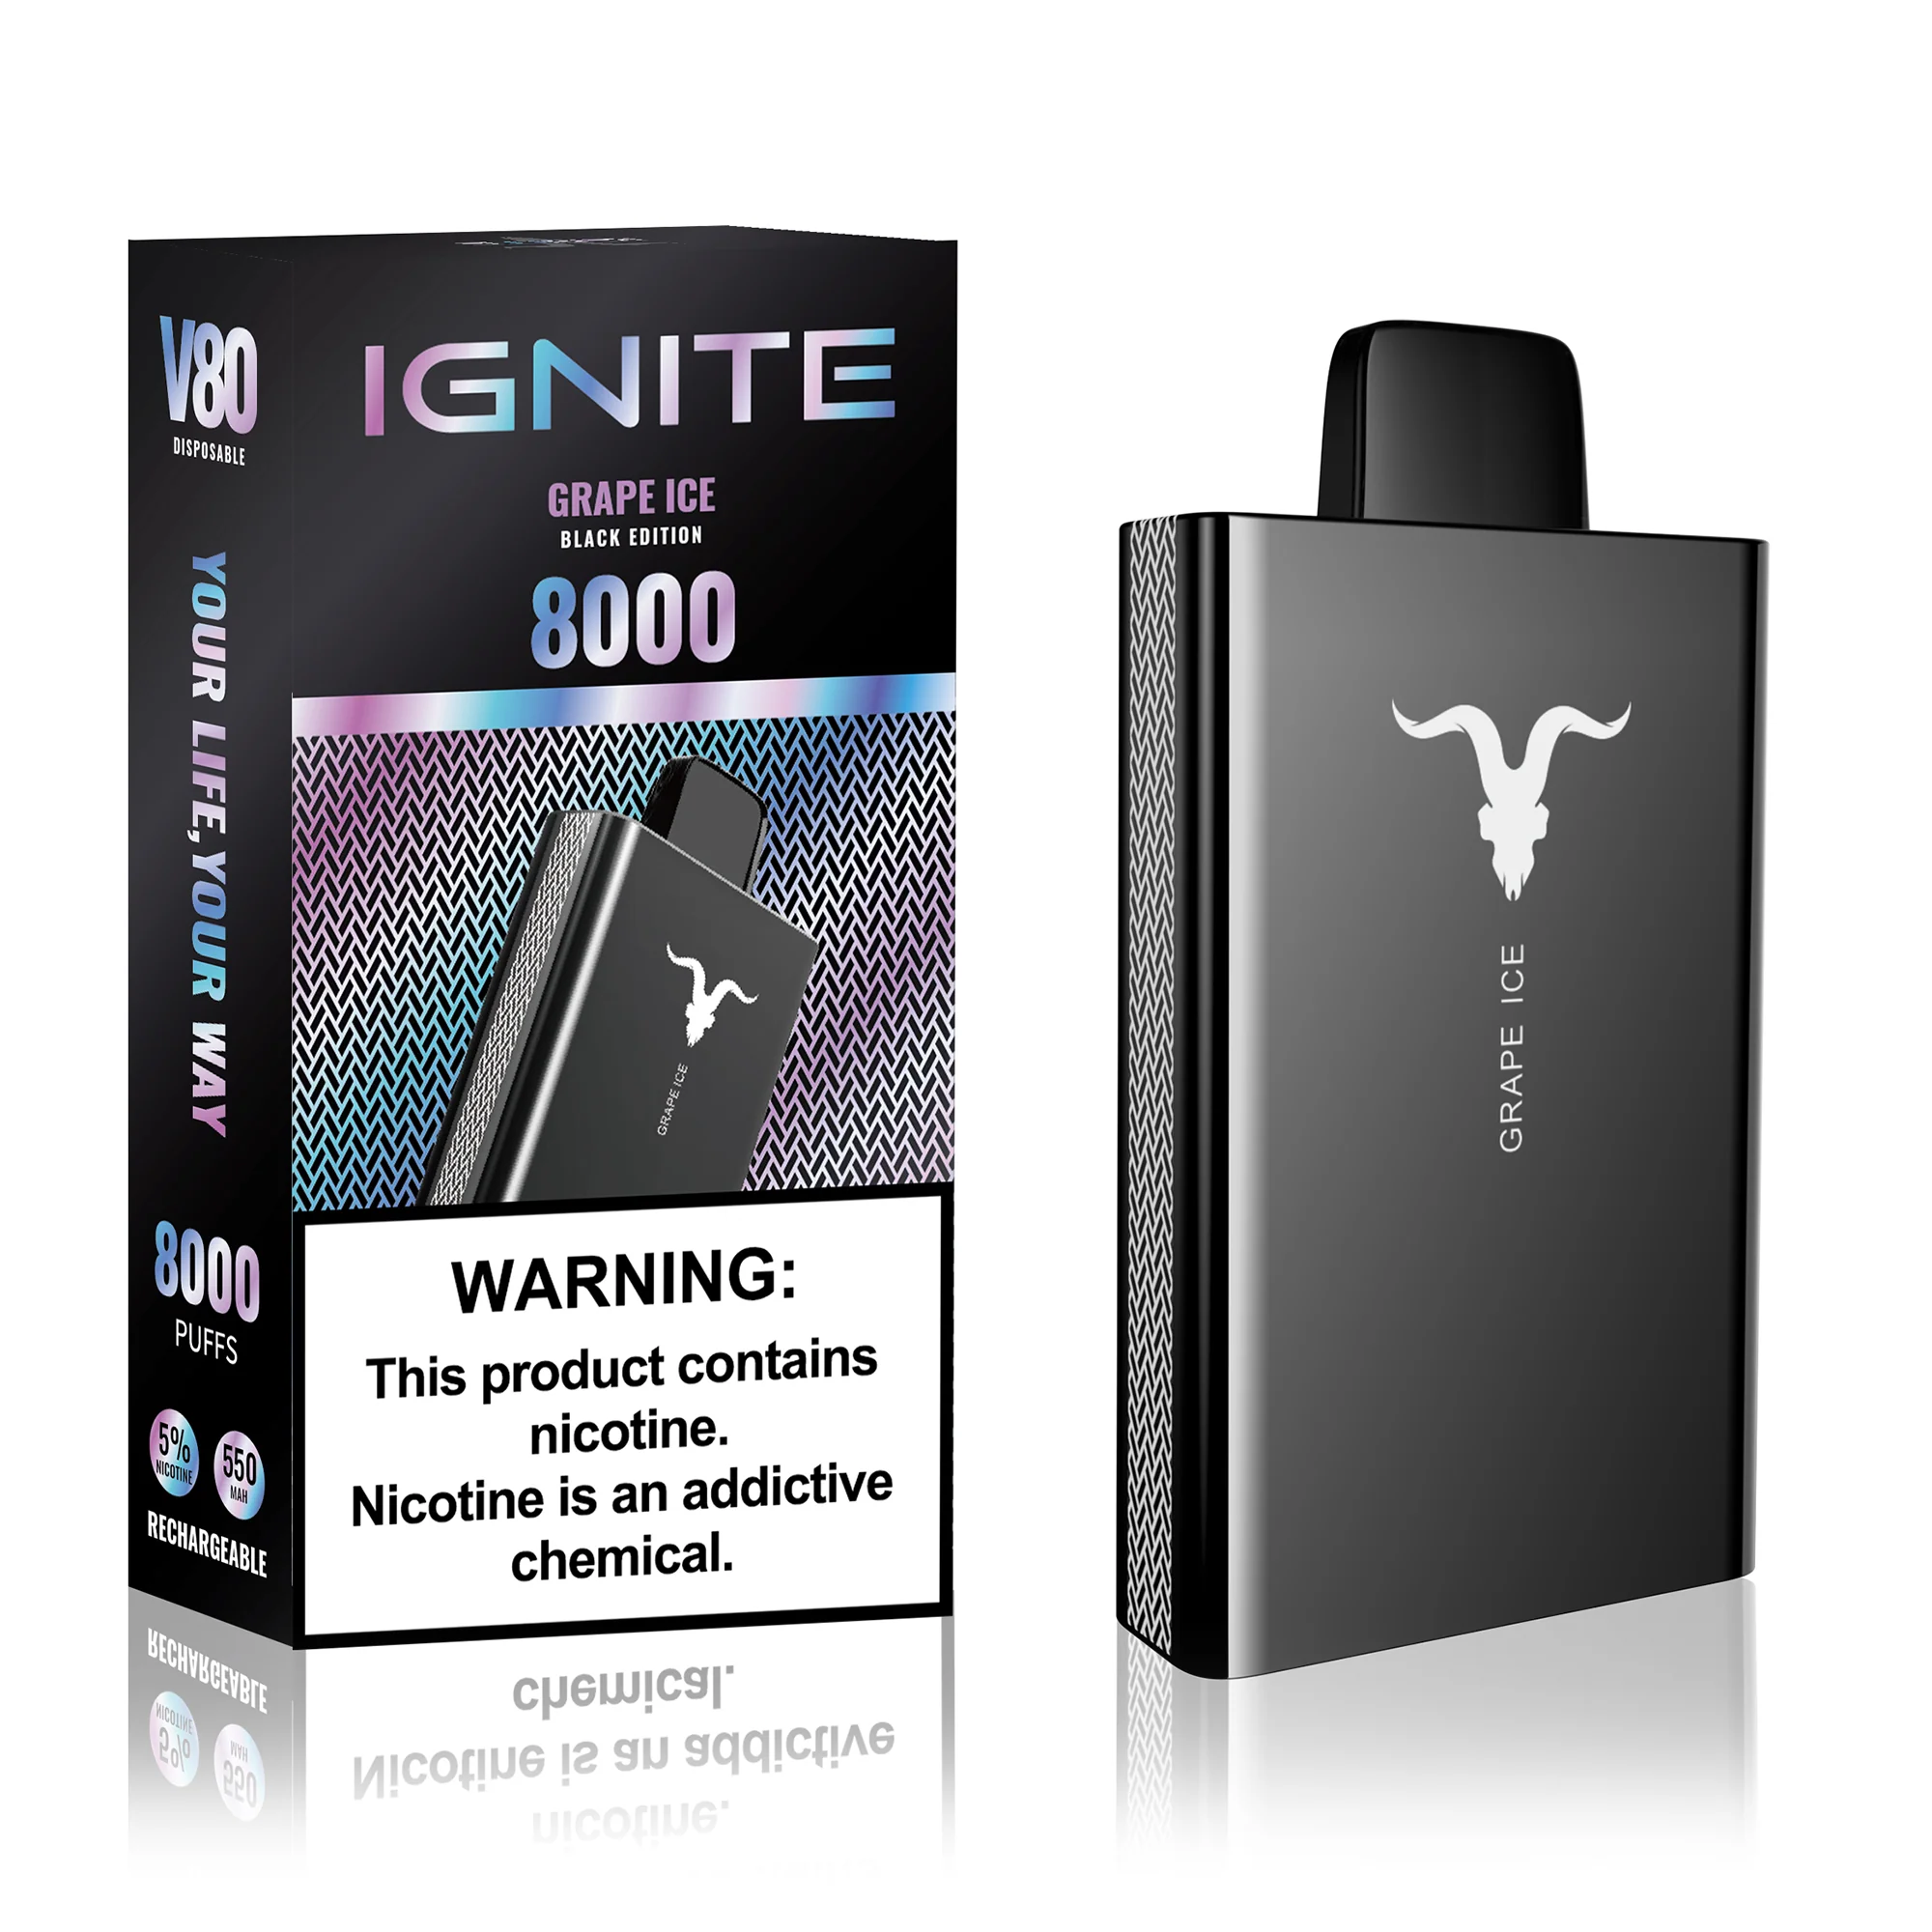 V80
DISPOSABLE
YOUR LIFE, YOUR WAY
8000
PUFFS
5%
NICOTINE
550
MAH
RECHARGEABLE
IGNITE
GRAPE ICE
BLACK EDITION
8000
GRAPE ICE
WARNING:
This product contains
nicotine.
Nicotine is an addictive
chemical.
GRAPE ICE